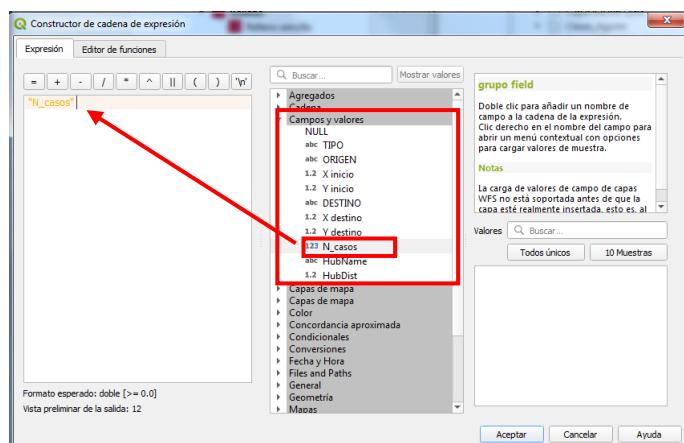 Constructor de cadena de expresión
Expresión
Editor de funciones
= + - / * ^ || ( ) '\n'
"N_casos"
Formato esperado: doble [>= 0.0]
Vista preliminar de la salida: 12
Buscar...
Mostrar valores
Agregados
Cadena
Campos y valores
NULL
abc TIPO
abc ORIGEN
1.2 X inicio
1.2 Y inicio
abc DESTINO
1.2 X destino
1.2 Y destino
123 N_casos
abc HubName
1.2 HubDist
Capas de mapa
Capas de mapa
Color
Concordancia aproximada
Condicionales
Conversiones
Fecha y Hora
Files and Paths
General
Geometría
Mapas
grupo field
Doble clic para añadir un nombre de
campo a la cadena de la expresión.
Clic derecho en el nombre del campo para
abrir un menú contextual con opciones
para cargar valores de muestra.
Notas
La carga de valores de campo de capas
WFS no está soportada antes de que la
capa esté realmente insertada, esto es, al
Valores
Buscar...
Todos únicos
10 Muestras
Aceptar
Cancelar
Ayuda